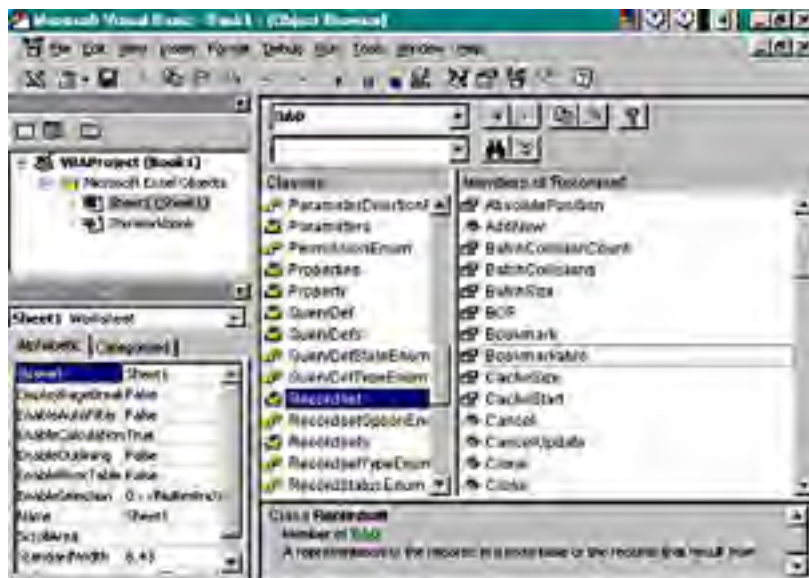 Microsoft Visual Basic - Book1 - [Object Browser]
File Edit View Insert Format Debug Run Tools Window Help
DAO
VBAProject (Book1)
Microsoft Excel Objects
Sheet1 (Sheet1)
ThisWorkbook
Sheet1 Worksheet
Alphabetic Categorized
Sheet1
DisplayPageBreak False
EnableAutoFilter False
EnableCalculation True
EnableOutlining False
EnablePivotTable False
EnableSelection 0 -
Name Sheet1
ScrollArea
StandardWidth 8.43
Classes
Parameters
PermissionEnum
Properties
Property
QueryDef
QueryDefs
QueryDefStateEnum
QueryDefTypeEnum
Recordset
RecordsetOptionEn
Recordsets
RecordsetTypeEnum
RecordStatusEnum
Members of 'Recordset'
AbsolutePosition
AddNew
BatchCollisionCount
BatchCollisions
BatchSize
BOF
Bookmark
Bookmarkable
CacheSize
CacheStart
Cancel
CancelUpdate
Clone
Close
Class Recordset
Member of DAO
A representation of the records in a base table or the records that result from